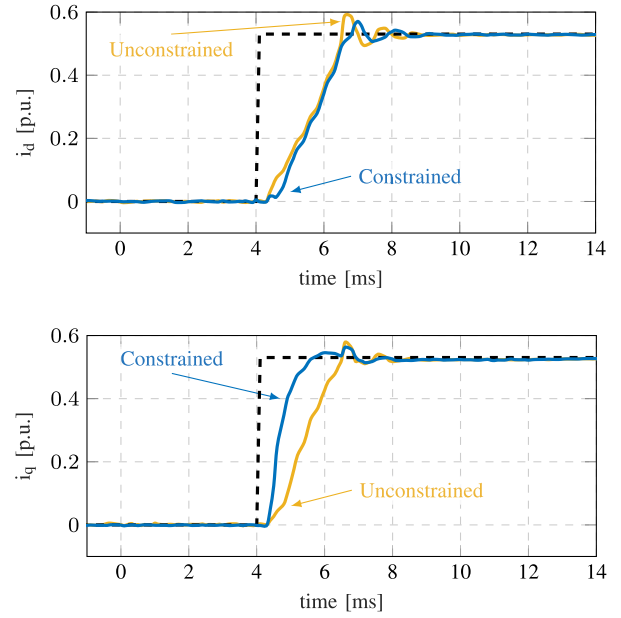 0.6
Unconstrained
0.4
i_d [p.u.]
0.2
Constrained
0
0 2 4 6 8 10 12 14
time [ms]
0.6
Constrained
0.4
i_q [p.u.]
0.2
Unconstrained
0
0 2 4 6 8 10 12 14
time [ms]